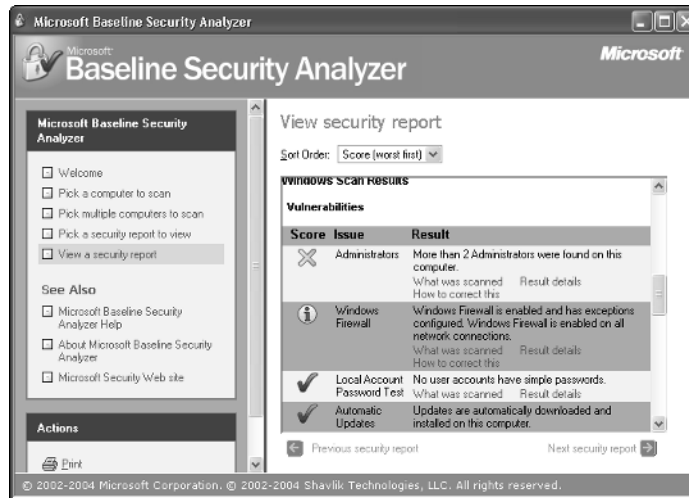 Microsoft Baseline Security Analyzer
Microsoft
Baseline Security Analyzer
Microsoft
Microsoft Baseline Security
Analyzer
Welcome
Pick a computer to scan
Pick multiple computers to scan
Pick a security report to view
View a security report
See Also
Microsoft Baseline Security
Analyzer Help
About Microsoft Baseline Security
Analyzer
Microsoft Security Web site
Actions
Print
View security report
Sort Order: Score (worst first)
Windows Scan Results
Vulnerabilities
Score Issue Result
Administrators More than 2 Administrators were found on this
computer.
What was scanned Result details
How to correct this
Windows Windows Firewall is enabled and has exceptions
Firewall configured. Windows Firewall is enabled on all
network connections.
What was scanned Result details
How to correct this
Local Account No user accounts have simple passwords.
Password Test What was scanned Result details
Automatic Updates are automatically downloaded and
Updates installed on this computer.
Previous security report Next security report
© 2002-2004 Microsoft Corporation. © 2002-2004 Shavlik Technologies, LLC. All rights reserved.